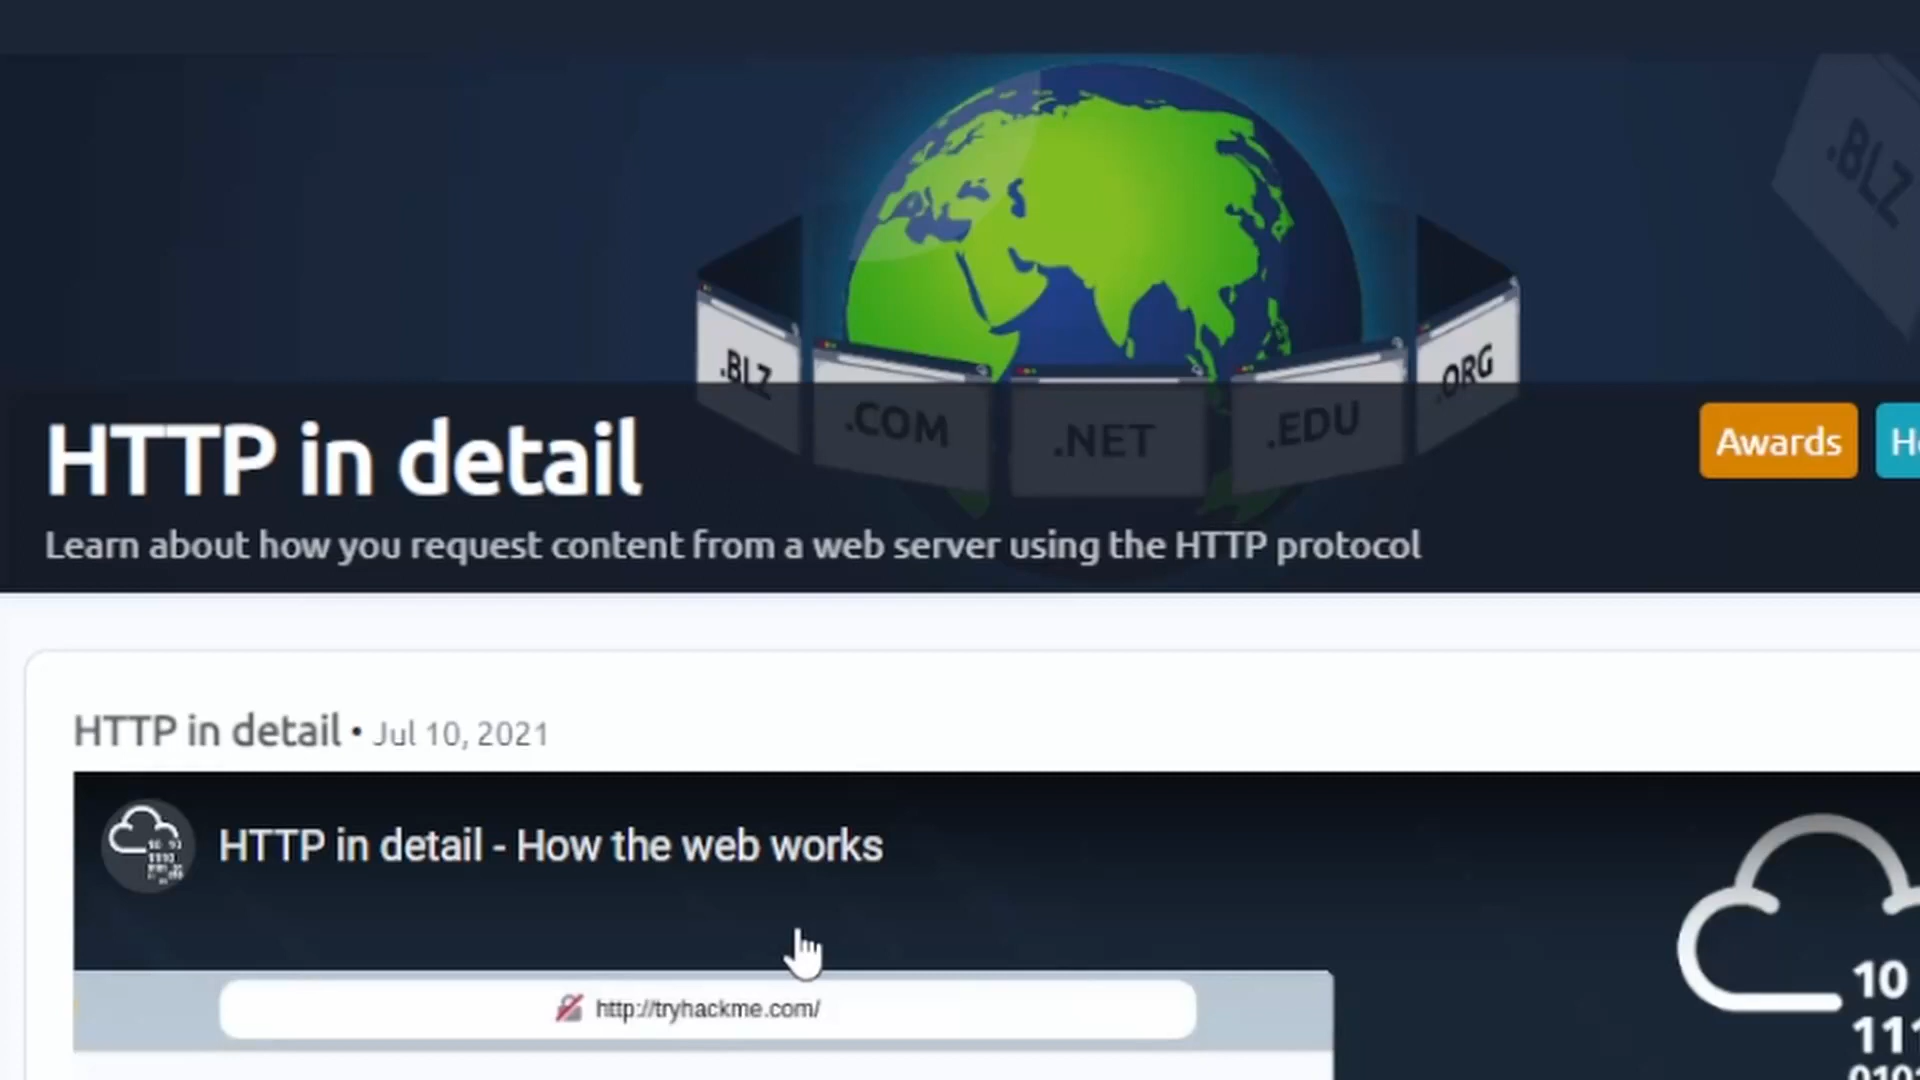 .BLZ
.BLZ
.COM
.NET
.EDU
.ORG
HTTP in detail
Awards
Learn about how you request content from a web server using the HTTP protocol
HTTP in detail • Jul 10, 2021
HTTP in detail - How the web works
http://tryhackme.com/
10